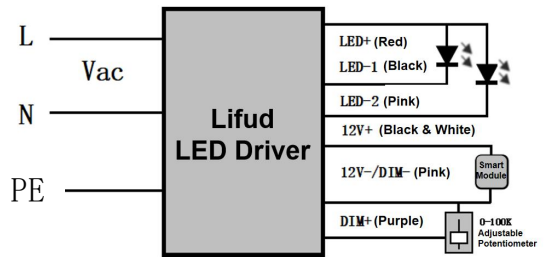 L
Vac
N
PE
Lifud
LED Driver
LED+ (Red)
LED-1 (Black)
LED-2 (Pink)
12V+ (Black & White)
12V-/DIM- (Pink)
DIM+ (Purple)
Smart
Module
0-100K
Adjustable
Potentiometer